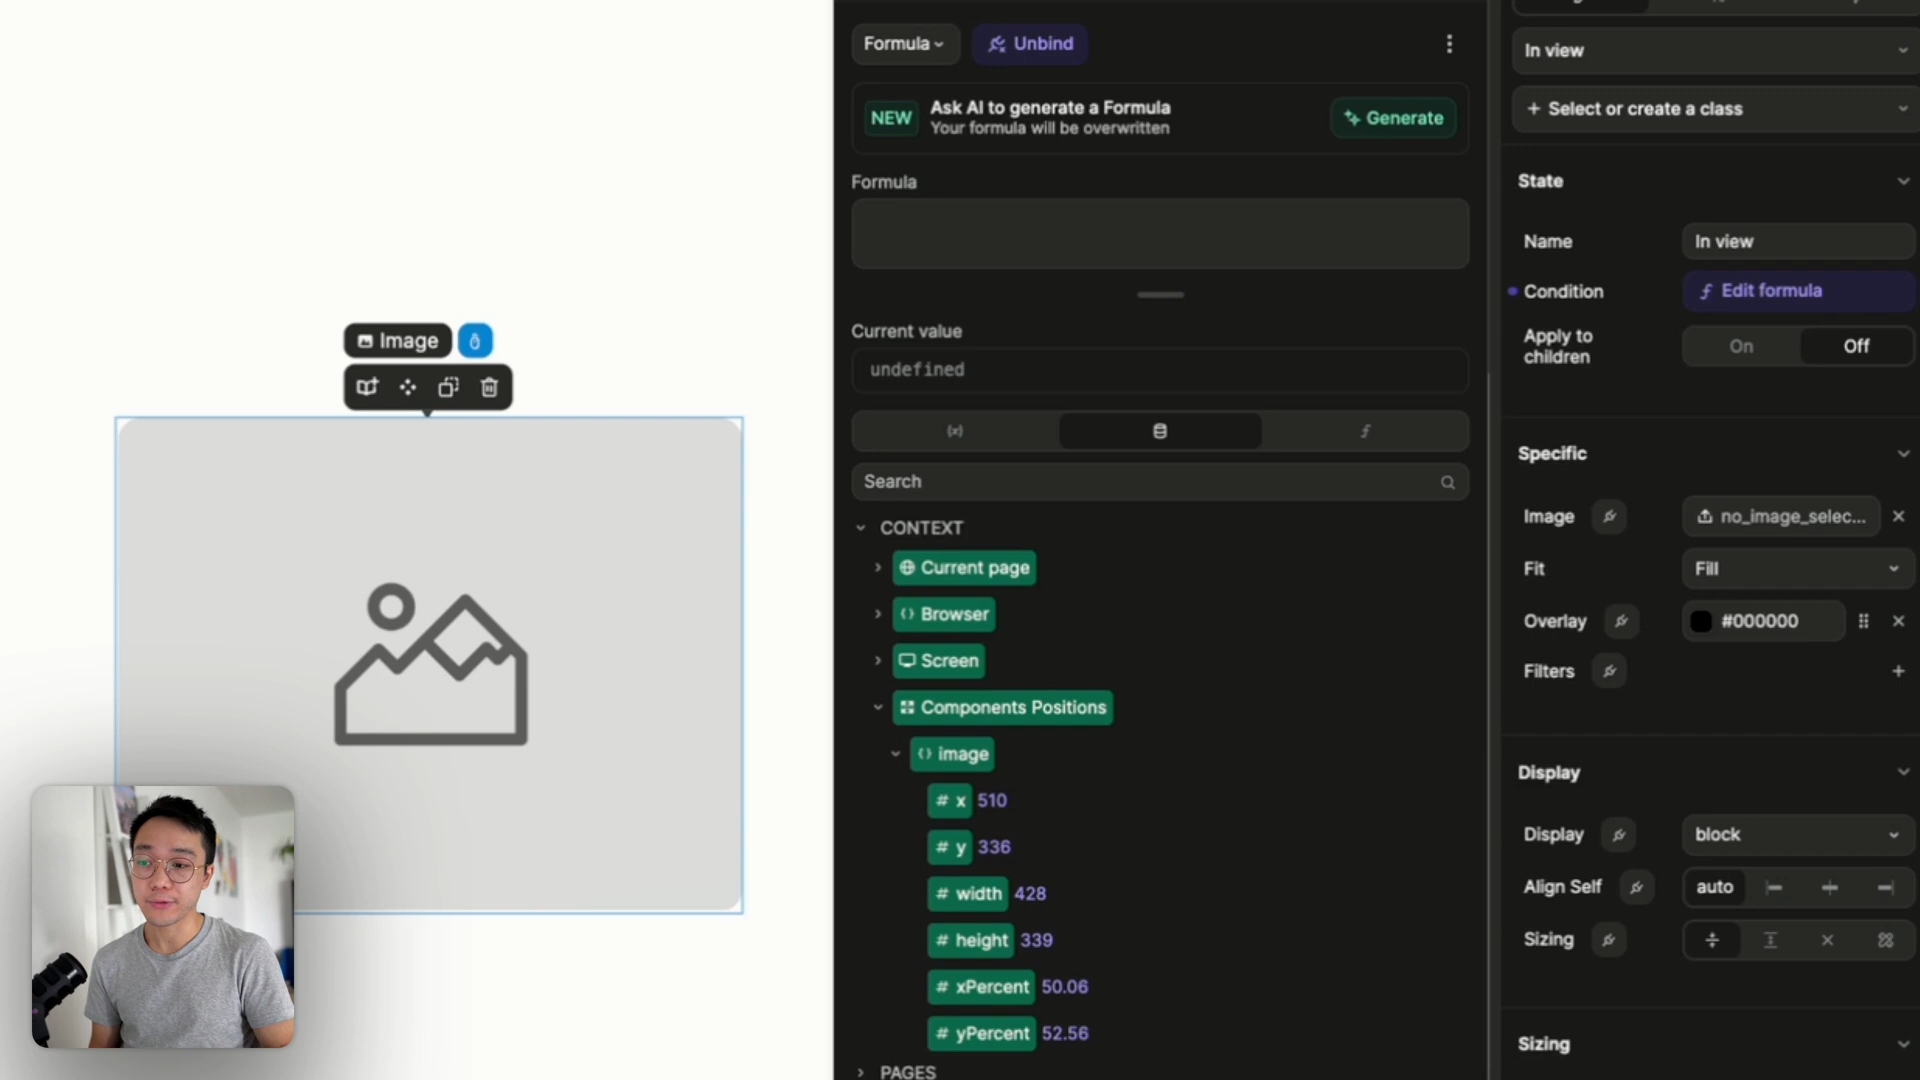 Formula
Unbind
NEW
Ask AI to generate a Formula
Your formula will be overwritten
Generate
Formula
Current value
undefined
{x}
ƒ
Search
CONTEXT
Current page
Browser
Screen
Components Positions
image
# x 510
# y 336
# width 428
# height 339
# xPercent 50.06
# yPercent 52.56
PAGES
Image
In view
+ Select or create a class
State
Name
In view
Condition
ƒ Edit formula
Apply to
children
On
Off
Specific
Image
no_image_selec...
Fit
Fill
Overlay
#000000
Filters
Display
Display
block
Align Self
auto
Sizing
Sizing